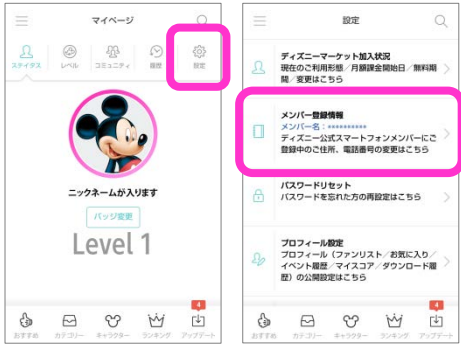 マイページ
ステイタス
レベル
コミュニティ
履歴
設定
ニックネームが入ります
バッジ変更
Level 1
4
おすすめ
カテゴリー
キャラクター
ランキング
アップデート
設定
ディズニーマーケット加入状況
現在のご利用形態／月額課金開始日／無料期
間／変更はこちら
メンバー登録情報
メンバー名：**********
ディズニー公式スマートフォンメンバーにご
登録中のご住所、電話番号の変更はこちら
パスワードリセット
パスワードを忘れた方の再設定はこちら
プロフィール設定
プロフィール（ファンリスト／お気に入り／
イベント履歴／マイスコア／ダウンロード履
歴）の公開設定はこちら
4
おすすめ
カテゴリー
キャラクター
ランキング
アップデート